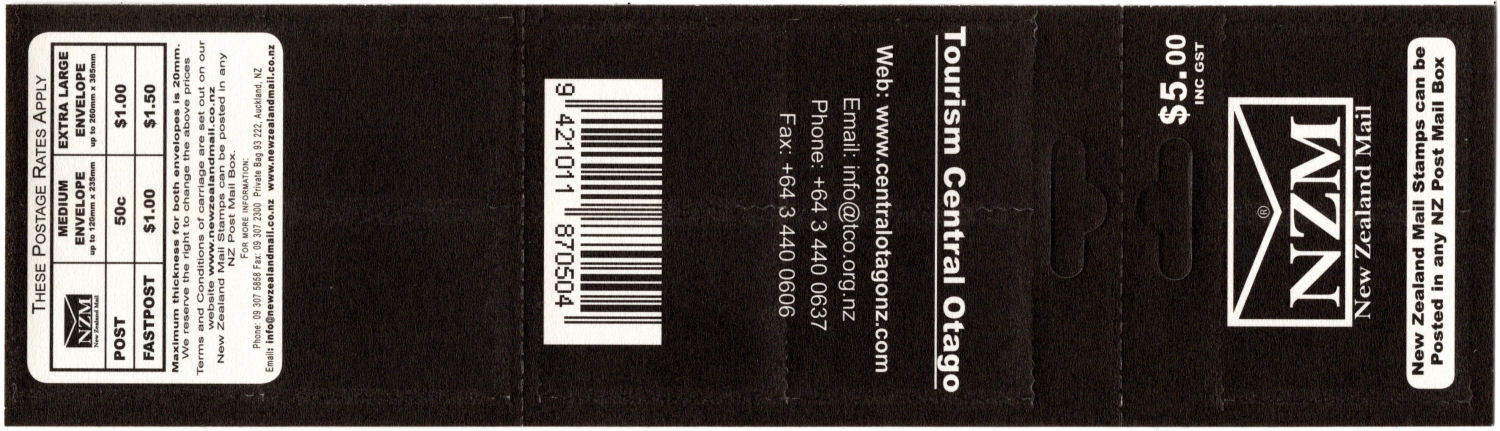 THESE POSTAGE RATES APPLY
NZM
New Zealand Mail
MEDIUM ENVELOPE up to 120mm x 235mm
EXTRA LARGE ENVELOPE up to 260mm x 385mm
POST 50c $1.00
FASTPOST $1.00 $1.50
Maximum thickness for both envelopes is 20mm.
We reserve the right to change the above prices
Terms and Conditions of carriage are set out on our
website www.newzealandmail.co.nz
New Zealand Mail Stamps can be posted in any
NZ Post Mail Box.
FOR MORE INFORMATION:
Phone: 09 307 5858 Fax: 09 307 2300 Private Bag 93 222, Auckland, NZ
Email: info@newzealandmail.co.nz www.newzealandmail.co.nz
9 421011 870504
Tourism Central Otago
Web: www.centralotagonz.com
Email: info@tco.org.nz
Phone: +64 3 440 0637
Fax: +64 3 440 0606
$5.00
INC GST
®
NZM
New Zealand Mail
New Zealand Mail Stamps can be
Posted in any NZ Post Mail Box